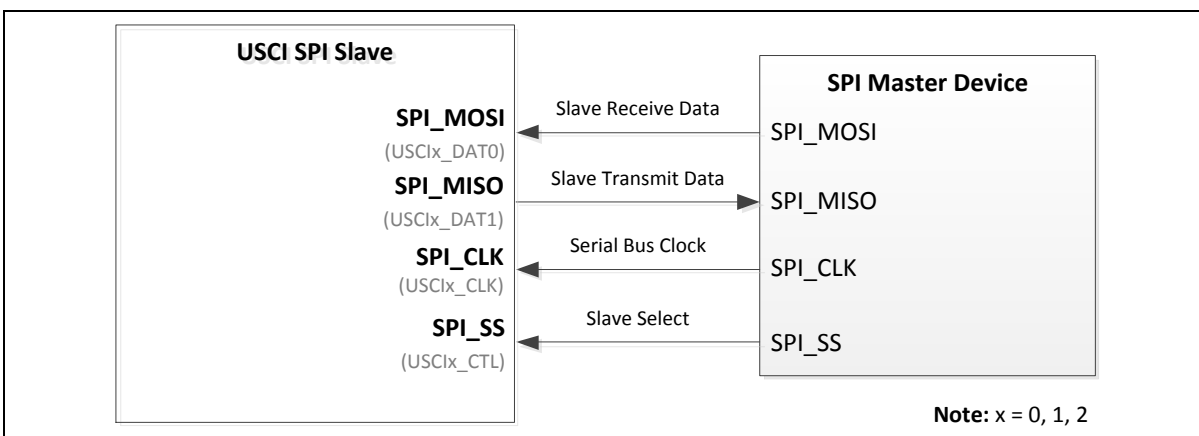 USCI SPI Slave
SPI Master Device
SPI_MOSI
(USCIx_DAT0)
Slave Receive Data
SPI_MOSI
SPI_MISO
(USCIx_DAT1)
Slave Transmit Data
SPI_MISO
SPI_CLK
(USCIx_CLK)
Serial Bus Clock
SPI_CLK
SPI_SS
(USCIx_CTL)
Slave Select
SPI_SS
Note: x = 0, 1, 2